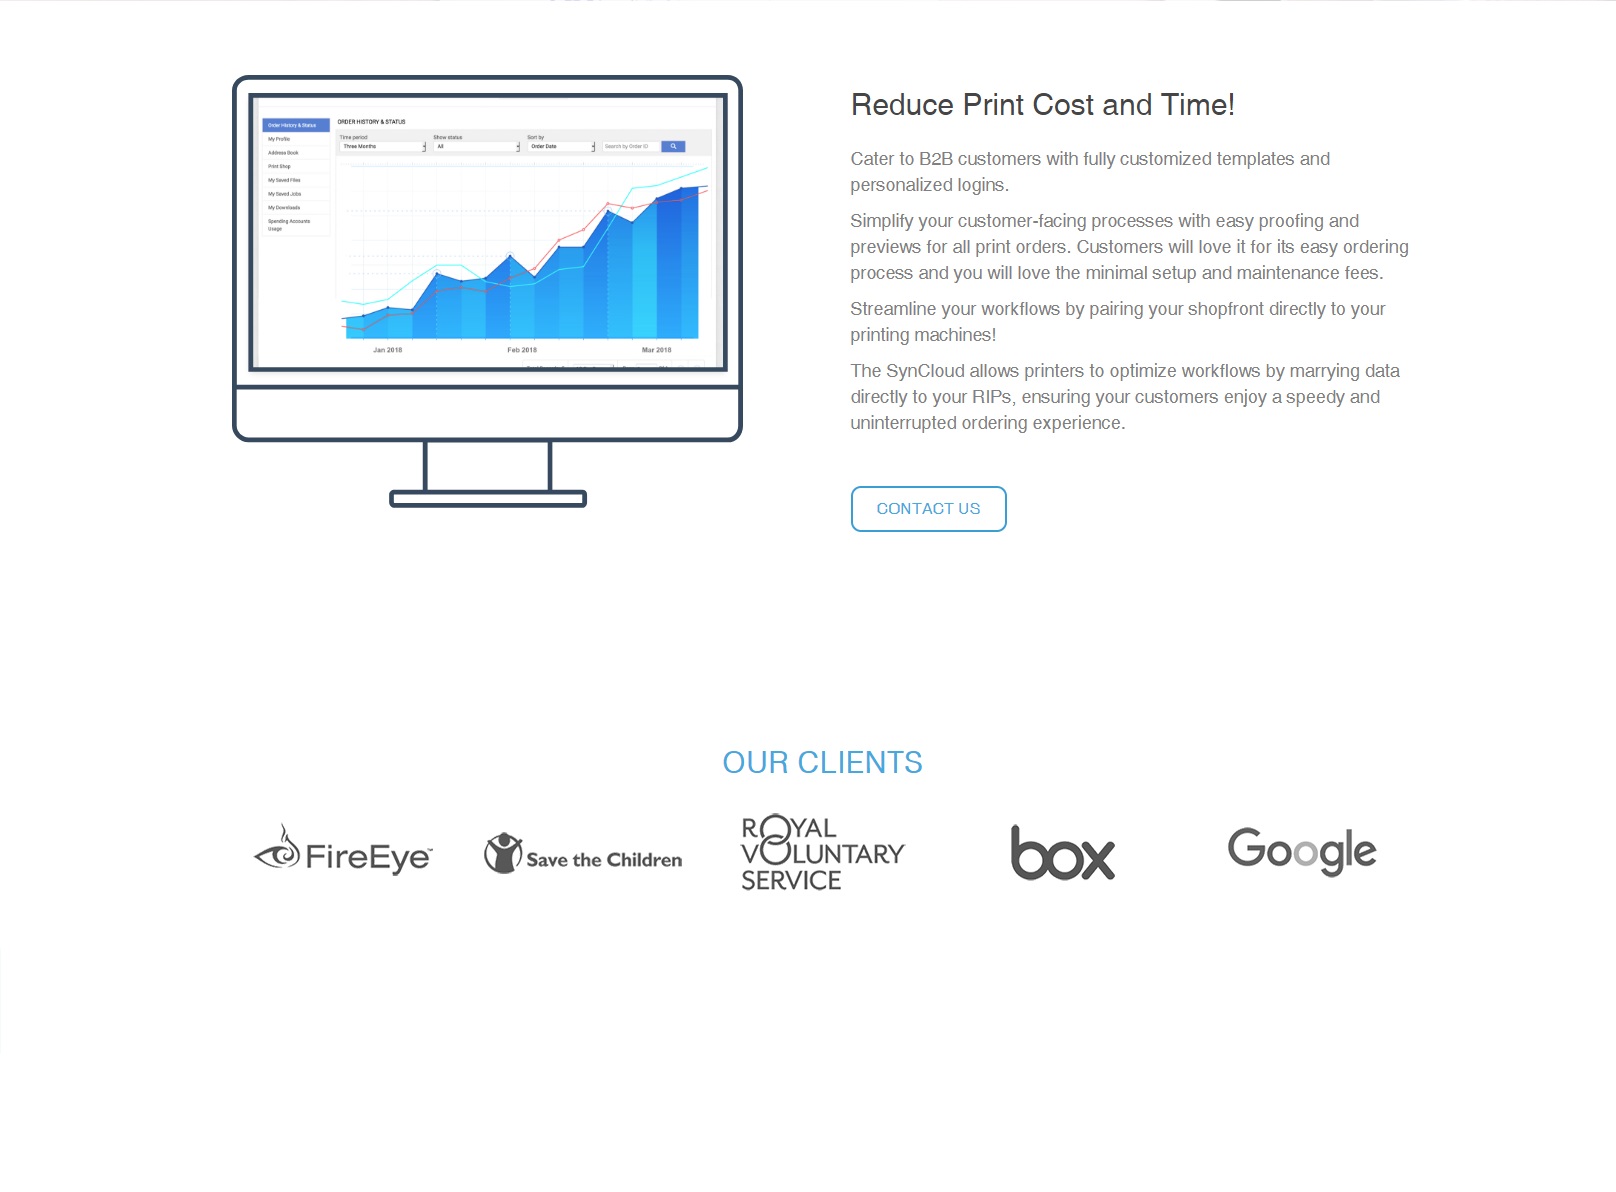 Order History & Status
My Profile
Address Book
Print Shop
My Saved Files
My Saved Jobs
My Downloads
Spending Accounts
Usage
ORDER HISTORY & STATUS
Time period Show status Sort by
Three Months All Order Date Search by Order ID
Jan 2018 Feb 2018 Mar 2018
Reduce Print Cost and Time!
Cater to B2B customers with fully customized templates and
personalized logins.
Simplify your customer-facing processes with easy proofing and
previews for all print orders. Customers will love it for its easy ordering
process and you will love the minimal setup and maintenance fees.
Streamline your workflows by pairing your shopfront directly to your
printing machines!
The SynCloud allows printers to optimize workflows by marrying data
directly to your RIPs, ensuring your customers enjoy a speedy and
uninterrupted ordering experience.
CONTACT US
OUR CLIENTS
FireEye™
Save the Children
ROYAL
VOLUNTARY
SERVICE
box
Google